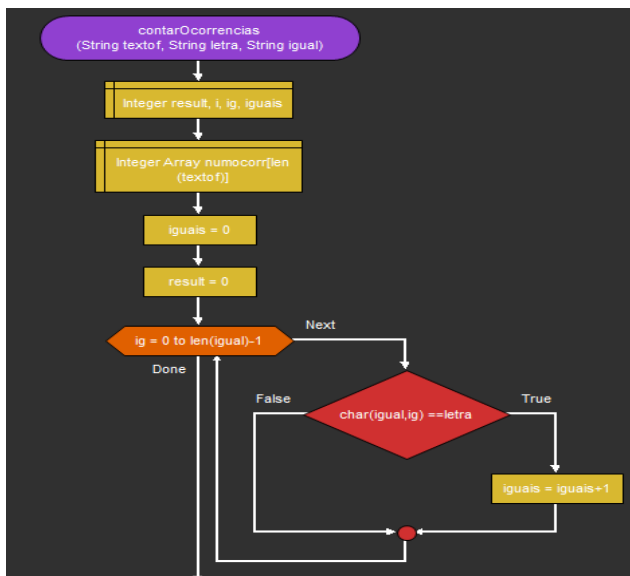 contarOcorrencias
(String textof, String letra, String igual)
Integer result, i, ig, iguais
Integer Array numocorr[len
(textof)]
iguais = 0
result = 0
ig = 0 to len(igual)-1
Next
Done
False
char(igual,ig) ==letra
True
iguais = iguais+1